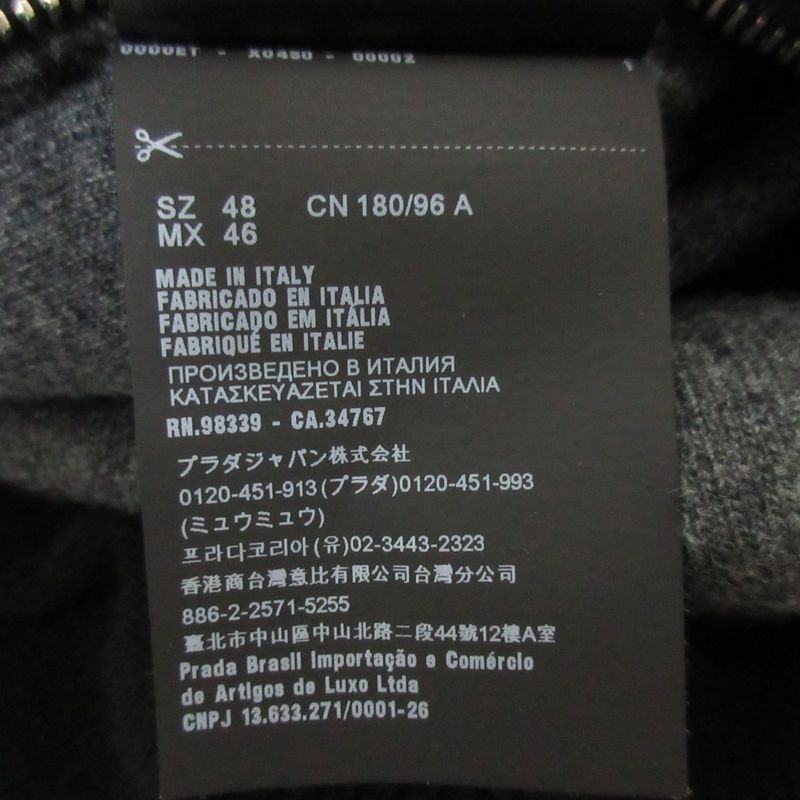 0000ET - X0480 - 0000Z
1
SZ 48 CN 180/96 A
MX 46
MADE IN ITALY
FABRICADO EN ITALIA
FABRICADO EM ITÁLIA
FABRIQUÉ EN ITALIE
ПРОИЗВЕДЕНО В ИТАЛИЯ
ΚΑΤΑΣΚΕΥΑΖΕΤΑΙ ΣΤΗΝ ΙΤΑΛΙΑ
RN.98339 - CA.34767
プラダジャパン株式会社
0120-451-913(プラダ)0120-451-993
(ミュウミュウ)
프라다코리아(유)02-3443-2323
香港商台灣意比有限公司台灣分公司
886-2-2571-5255
臺北市中山區中山北路二段44號12樓A室
Prada Brasil Importação e Comércio
de Artigos de Luxo Ltda
CNPJ 13.633.271/0001-26